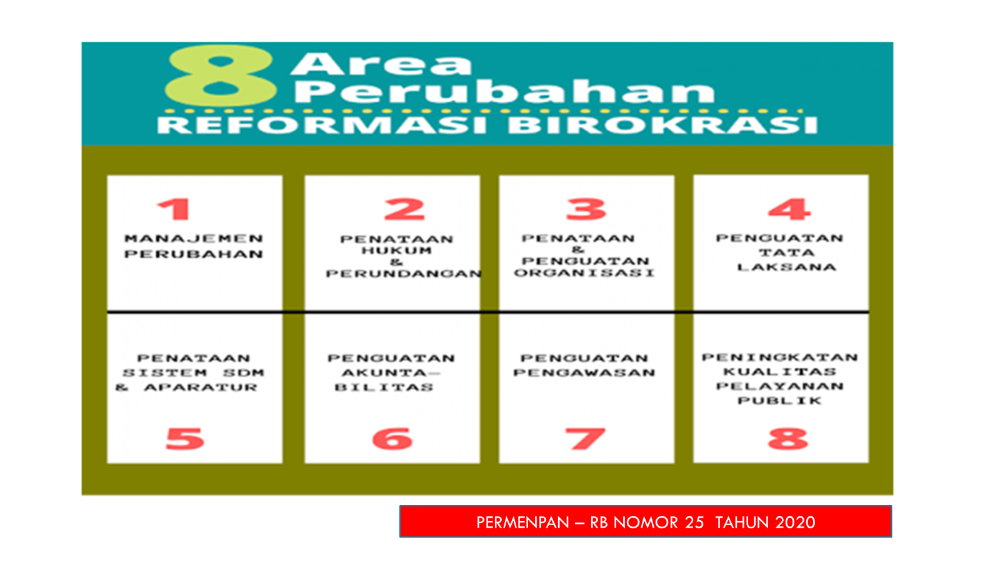 8 Area
Perubahan
REFORMASI BIROKRASI
1
MANAJEMEN
PERUBAHAN
2
PENATAAN
HUKUM
&
PERUNDANGAN
3
PENATAAN
&
PENGUATAN
ORGANISASI
4
PENGUATAN
TATA
LAKSANA
PENATAAN
SISTEM SDM
& APARATUR
5
PENGUATAN
AKUNTA-
BILITAS
6
PENGUATAN
PENGAWASAN
7
PENINGKATAN
KUALITAS
PELAYANAN
PUBLIK
8
PERMENPAN – RB NOMOR 25 TAHUN 2020